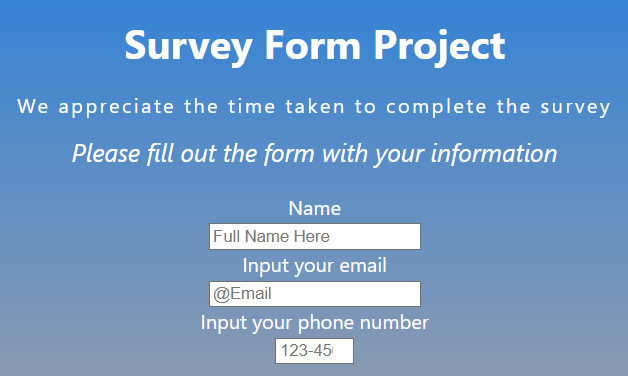 Survey Form Project
We appreciate the time taken to complete the survey
Please fill out the form with your information
Name
Full Name Here
Input your email
@Email
Input your phone number
123-45